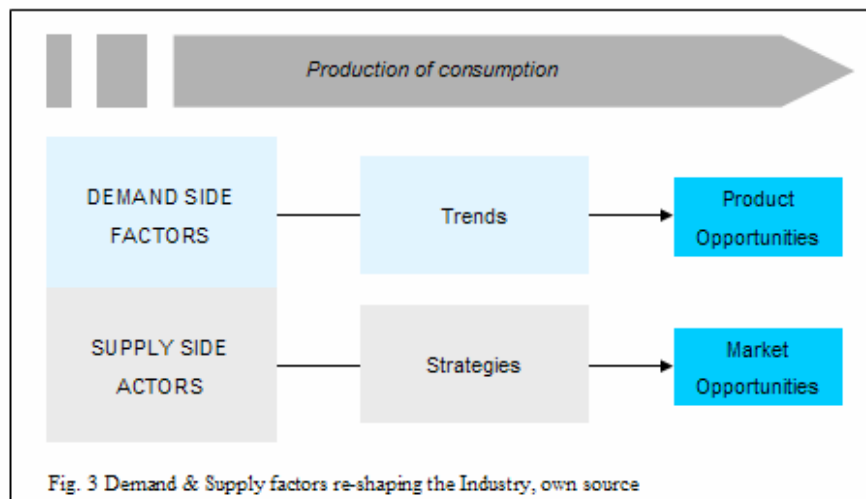 Production of consumption
DEMAND SIDE
FACTORS
Trends
Product
Opportunities
SUPPLY SIDE
ACTORS
Strategies
Market
Opportunities
Fig. 3 Demand & Supply factors re-shaping the Industry, own source